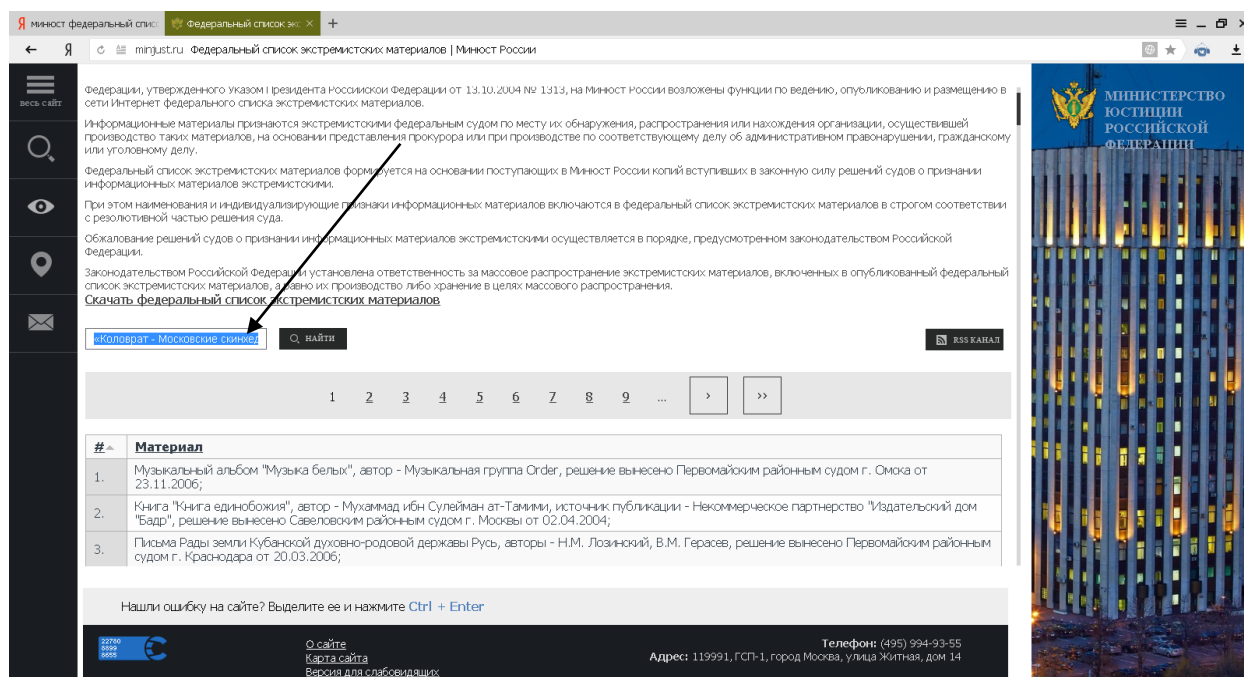 минюст федеральный спис
Федеральный список экс
minjust.ru Федеральный список экстремистских материалов | Минюст России
весь сайт
Федерации, утвержденного Указом Президента Российской Федерации от 13.10.2004 № 1313, на Минюст России возложены функции по ведению, опубликованию и размещению в
сети Интернет федерального списка экстремистских материалов.
Информационные материалы признаются экстремистскими федеральным судом по месту их обнаружения, распространения или нахождения организации, осуществившей
производство таких материалов, на основании представления прокурора или при производстве по соответствующему делу об административном правонарушении, гражданскому
или уголовному делу.
Федеральный список экстремистских материалов формируется на основании поступающих в Минюст России копий вступивших в законную силу решений судов о признании
информационных материалов экстремистскими.
При этом наименования и индивидуализирующие признаки информационных материалов включаются в федеральный список экстремистских материалов в строгом соответствии
с резолютивной частью решения суда.
Обжалование решений судов о признании информационных материалов экстремистскими осуществляется в порядке, предусмотренном законодательством Российской
Федерации.
Законодательством Российской Федерации установлена ответственность за массовое распространение экстремистских материалов, включенных в опубликованный федеральный
список экстремистских материалов, а равно их производство либо хранение в целях массового распространения.
Скачать федеральный список экстремистских материалов
«Коловрат - Московские скинхед
НАЙТИ
RSS КАНАЛ
1 2 3 4 5 6 7 8 9 ... > >>
# Материал
1. Музыкальный альбом "Музыка белых", автор - Музыкальная группа Order, решение вынесено Первомайским районным судом г. Омска от
23.11.2006;
2. Книга "Книга единобожия", автор - Мухаммад ибн Сулейман ат-Тамими, источник публикации - Некоммерческое партнерство "Издательский дом
"Бадр", решение вынесено Савеловским районным судом г. Москвы от 02.04.2004;
3. Письма Рады земли Кубанской духовно-родовой державы Русь, авторы - Н.М. Лозинский, В.М. Герасев, решение вынесено Первомайским районным
судом г. Краснодара от 20.03.2006;
Нашли ошибку на сайте? Выделите ее и нажмите Ctrl + Enter
22760
8899
6655
О сайте
Карта сайта
Версия для слабовидящих
Телефон: (495) 994-93-55
Адрес: 119991, ГСП-1, город Москва, улица Житная, дом 14
МИНИСТЕРСТВО
ЮСТИЦИИ
РОССИЙСКОЙ
ФЕДЕРАЦИИ